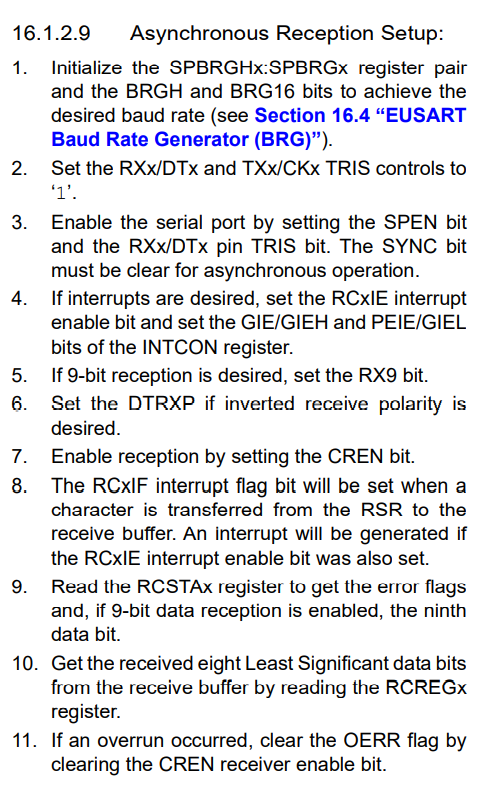 16.1.2.9 Asynchronous Reception Setup:
1. Initialize the SPBRGHx:SPBRGx register pair
and the BRGH and BRG16 bits to achieve the
desired baud rate (see Section 16.4 “EUSART
Baud Rate Generator (BRG)”).
2. Set the RXx/DTx and TXx/CKx TRIS controls to
‘1’.
3. Enable the serial port by setting the SPEN bit
and the RXx/DTx pin TRIS bit. The SYNC bit
must be clear for asynchronous operation.
4. If interrupts are desired, set the RCxIE interrupt
enable bit and set the GIE/GIEH and PEIE/GIEL
bits of the INTCON register.
5. If 9-bit reception is desired, set the RX9 bit.
6. Set the DTRXP if inverted receive polarity is
desired.
7. Enable reception by setting the CREN bit.
8. The RCxIF interrupt flag bit will be set when a
character is transferred from the RSR to the
receive buffer. An interrupt will be generated if
the RCxIE interrupt enable bit was also set.
9. Read the RCSTAx register to get the error flags
and, if 9-bit data reception is enabled, the ninth
data bit.
10. Get the received eight Least Significant data bits
from the receive buffer by reading the RCREGx
register.
11. If an overrun occurred, clear the OERR flag by
clearing the CREN receiver enable bit.